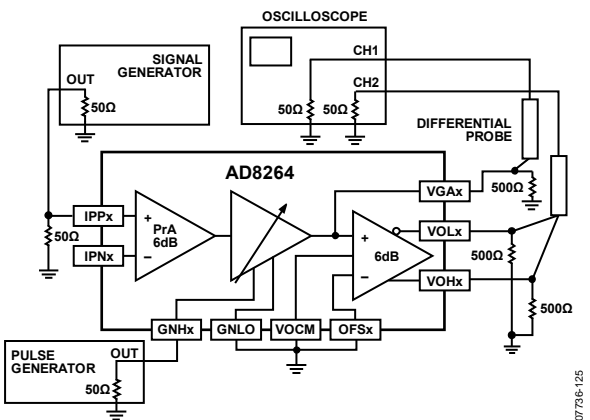 OSCILLOSCOPE
SIGNAL
GENERATOR
OUT
50Ω
CH1
CH2
50Ω
50Ω
DIFFERENTIAL
PROBE
AD8264
IPPx
50Ω
IPNx
+
PrA
6dB
–
+
6dB
–
VGAx
500Ω
VOLx
500Ω
VOHx
500Ω
GNHx
GNLO
VOCM
OFSx
PULSE
GENERATOR
OUT
50Ω
07736-125